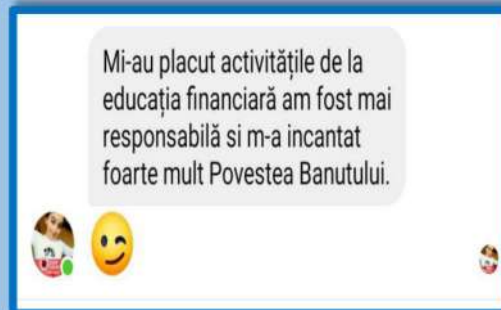 Mi-au placut activitățile de la
educația financiară am fost mai
responsabilă si m-a incantat
foarte mult Povestea Banutului.